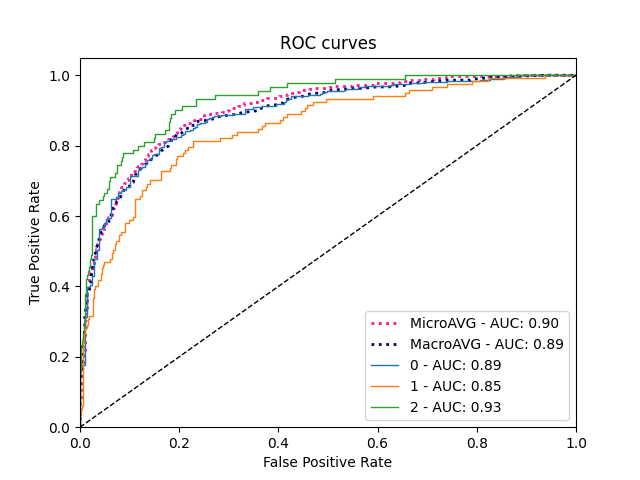 ROC curves
1.0
0.8
0.6
0.4
0.2
0.0
True Positive Rate
MicroAVG - AUC: 0.90
MacroAVG - AUC: 0.89
0 - AUC: 0.89
1 - AUC: 0.85
2 - AUC: 0.93
0.0 0.2 0.4 0.6 0.8 1.0
False Positive Rate